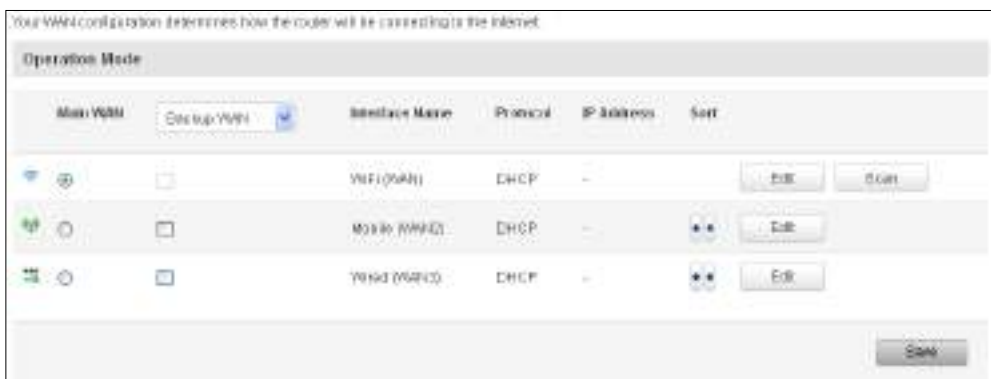 Your WAN configuration determines how the router will be connecting to the internet.
Operation Mode
Main WAN Backup WAN Interface Name Protocol IP Address Sort
WiFi (WAN) DHCP - Edit Scan
Mobile (WAN2) DHCP - Edit
Wired (WAN3) DHCP - Edit
Save